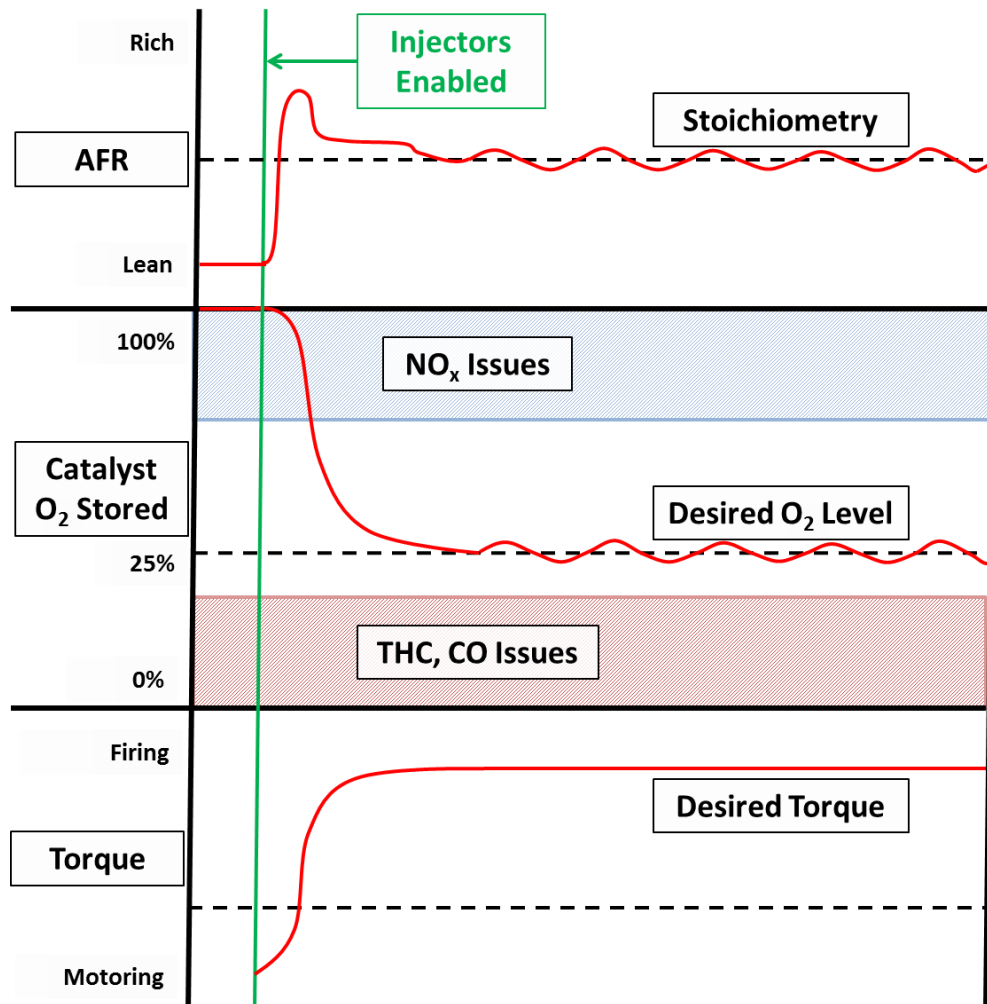 Rich
Injectors
Enabled
Stoichiometry
AFR
Lean
100%
NOx Issues
Catalyst
O2 Stored
Desired O2 Level
25%
THC, CO Issues
0%
Firing
Desired Torque
Torque
Motoring